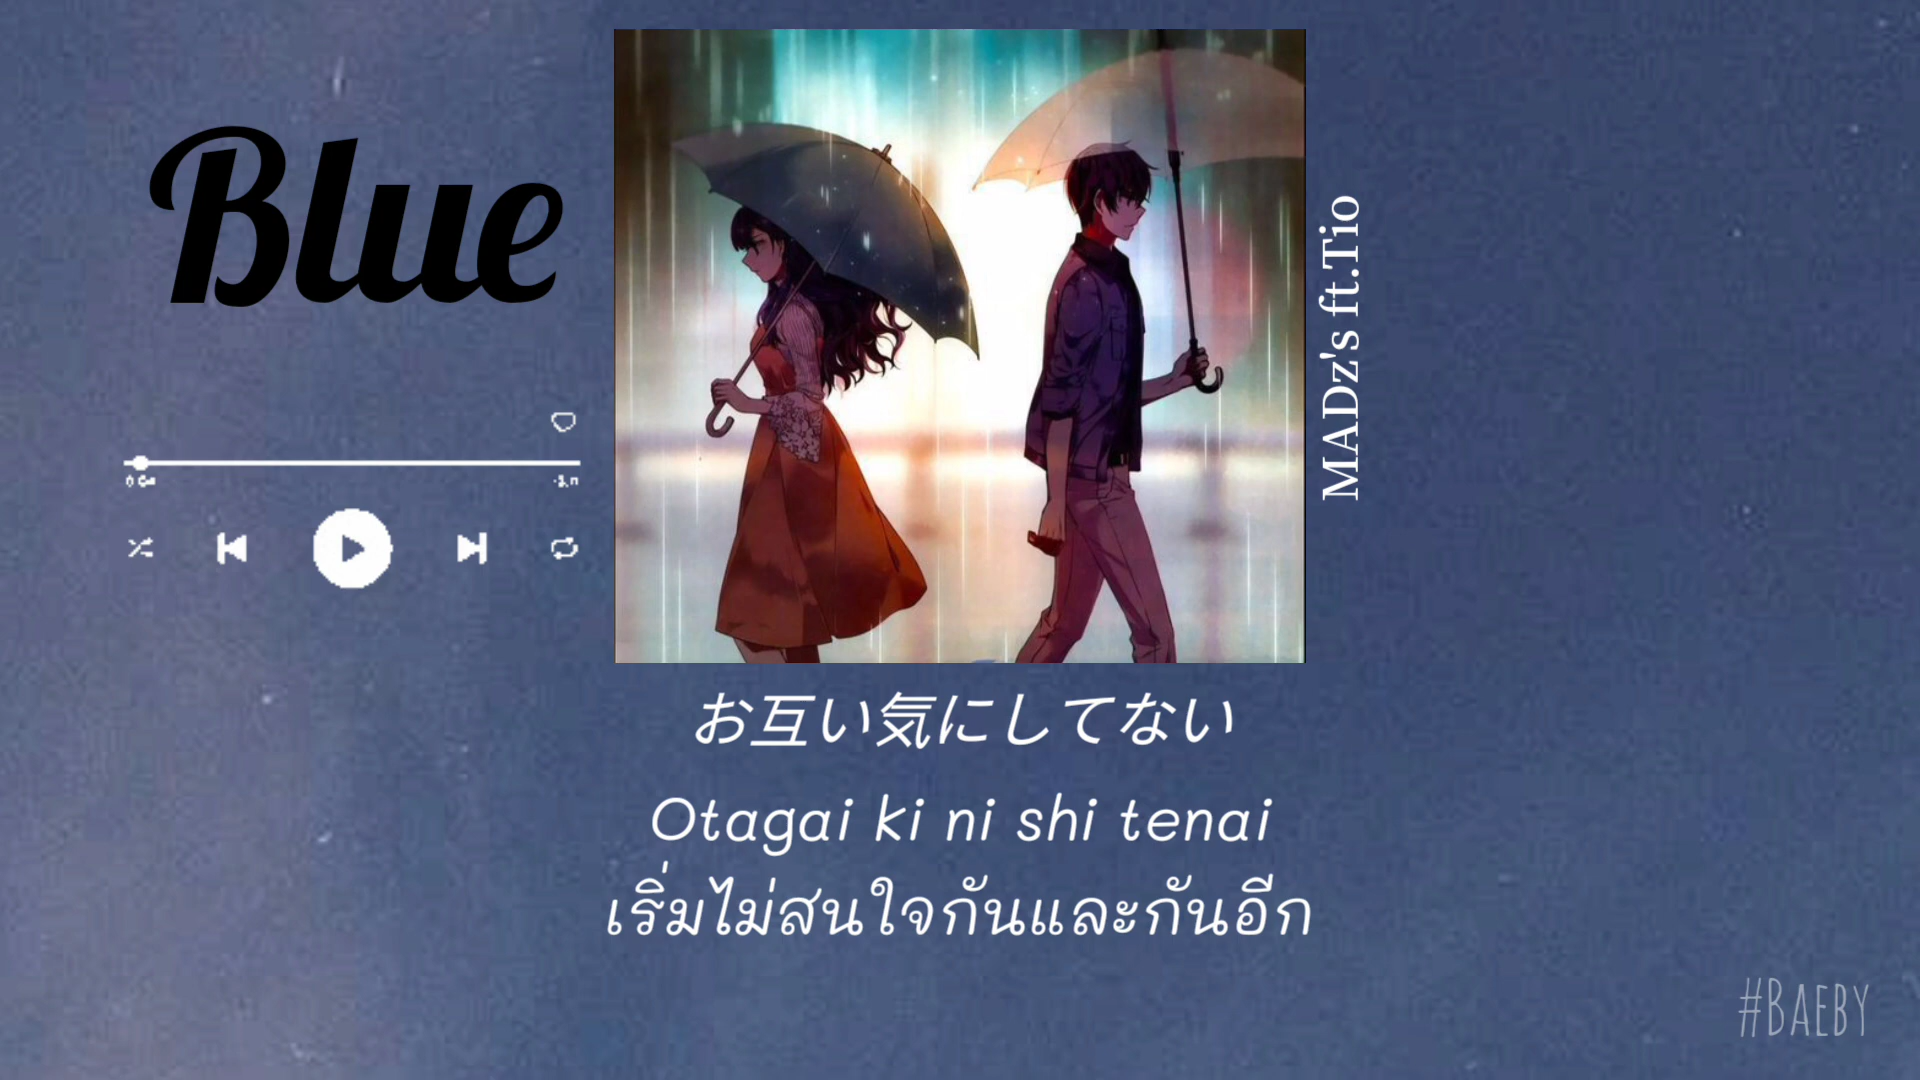 Blue
MADz's ft.Tio
お互い気にしてない
Otagai ki ni shi tenai
เริ่มไม่สนใจกันและกันอีก
#BAEBY